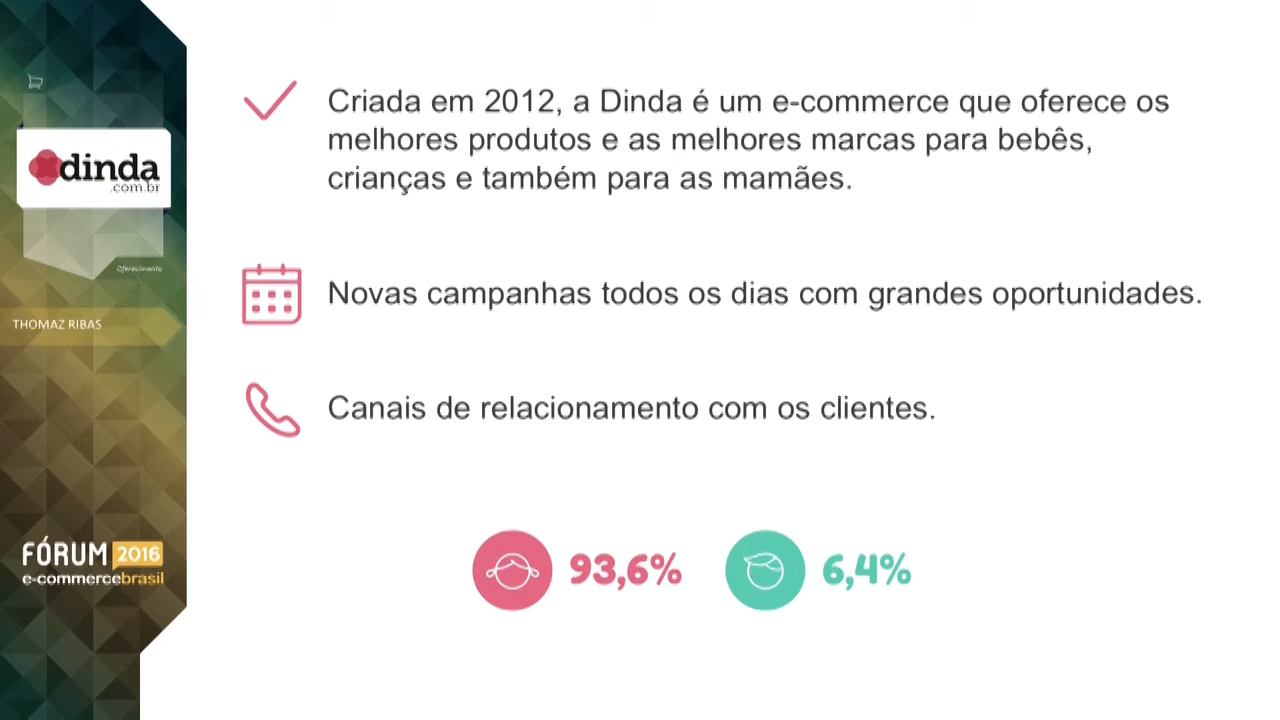 Criada em 2012, a Dinda é um e-commerce que oferece os
melhores produtos e as melhores marcas para bebês,
crianças e também para as mamães.
dinda
.com.br
Oferecimento
Novas campanhas todos os dias com grandes oportunidades.
THOMAZ RIBAS
Canais de relacionamento com os clientes.
FÓRUM 2016
e-commercebrasil
93,6% 6,4%